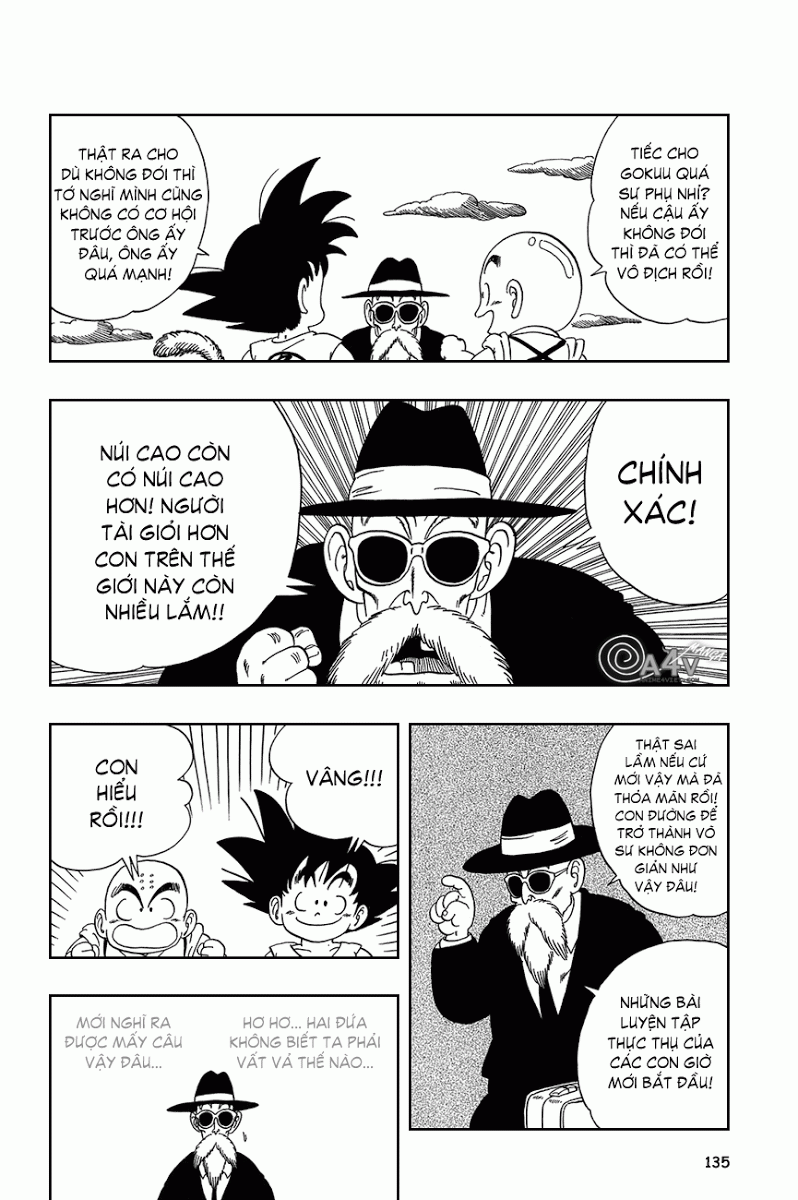 TIẾC CHO
GOKUU QUÁ
SƯ PHỤ NHỈ?
NẾU CẬU ẤY
KHÔNG ĐÓI
THÌ ĐÃ CÓ THỂ
VÔ ĐỊCH RỒI!
THẬT RA CHO
DÙ KHÔNG ĐÓI THÌ
TỚ NGHĨ MÌNH CŨNG
KHÔNG CÓ CƠ HỘI
TRƯỚC ÔNG ẤY
ĐÂU, ÔNG ẤY
QUÁ MẠNH!
CHÍNH
XÁC!
NÚI CAO CÒN
CÓ NÚI CAO
HƠN! NGƯỜI
TÀI GIỎI HƠN
CON TRÊN THẾ
GIỚI NÀY CÒN
NHIỀU LẮM!!
MANGA
A4V
ANIME4VIET.COM
THẬT SAI
LẦM NẾU CỨ
MỚI VẬY MÀ ĐÃ
THỎA MÃN RỒI!
CON ĐƯỜNG ĐỂ
TRỞ THÀNH VÕ
SƯ KHÔNG ĐƠN
GIẢN NHƯ
VẬY ĐÂU!
NHỮNG BÀI
LUYỆN TẬP
THỰC THỤ CỦA
CÁC CON GIỜ
MỚI BẮT ĐẦU!
VÂNG!!!
CON
HIỂU
RỒI!!!
HƠ HƠ... HAI ĐỨA
KHÔNG BIẾT TA PHẢI
VẤT VẢ THẾ NÀO...
MỚI NGHĨ RA
ĐƯỢC MẤY CÂU
VẬY ĐÂU...
135